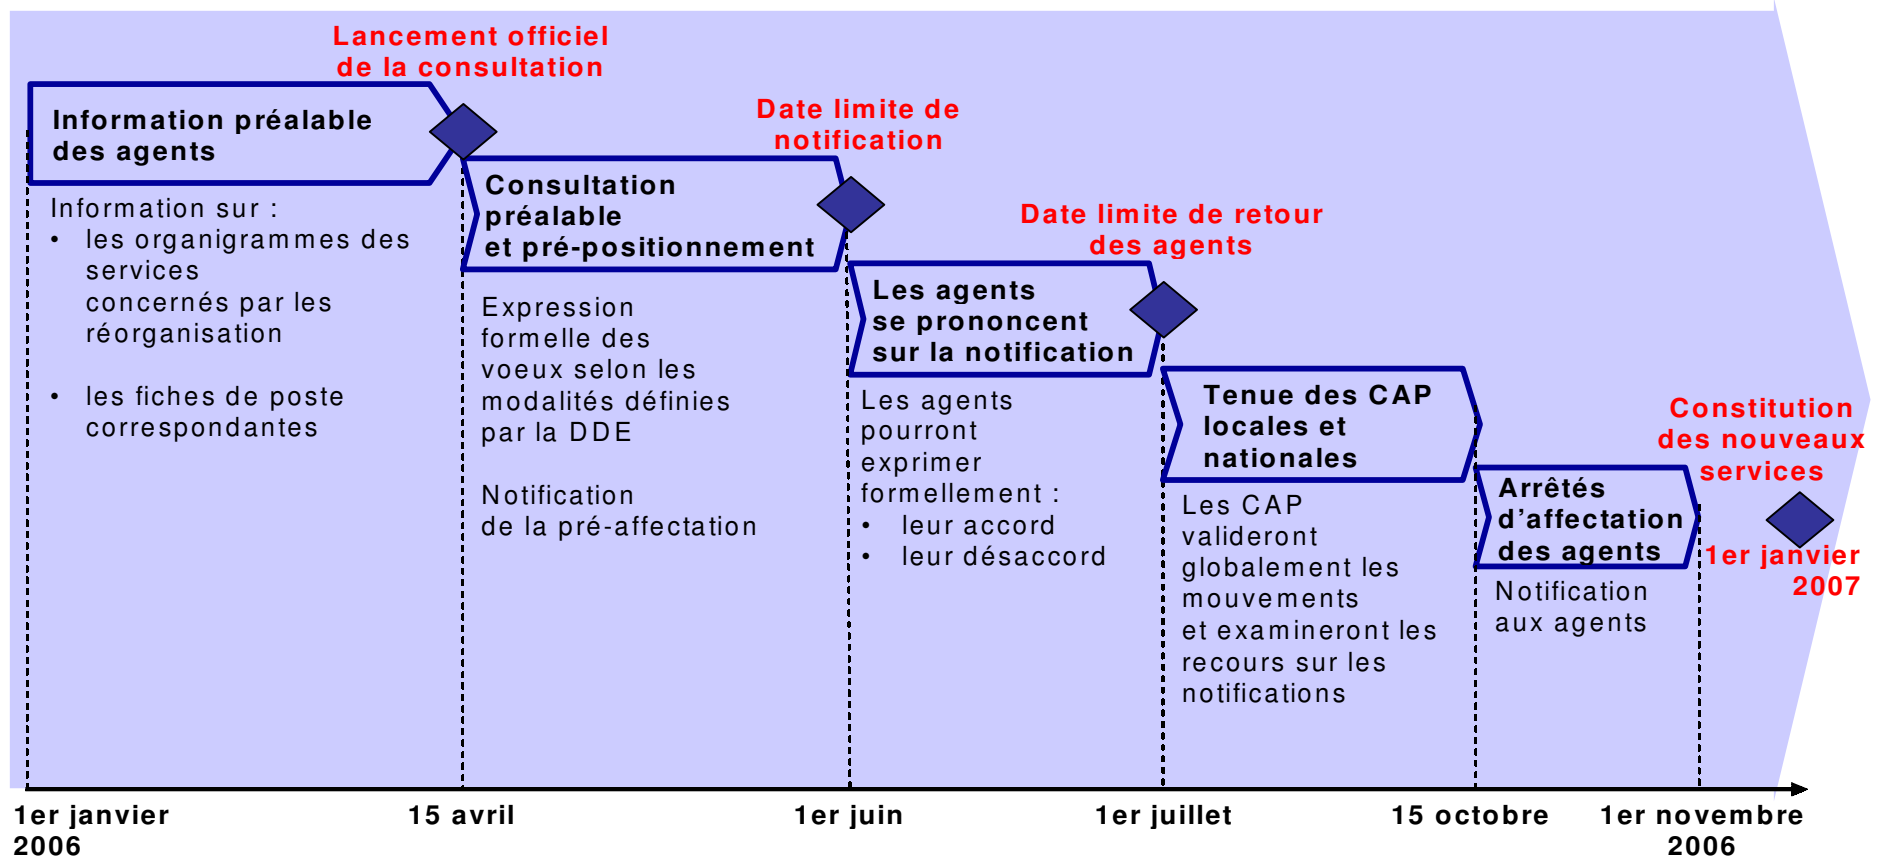 Lancement officiel
de la consultation
Information préalable
des agents
Information sur :
• les organigrammes des
services
concernés par les
réorganisation
• les fiches de poste
correspondantes
Date limite de
notification
Consultation
préalable
et pré-positionnement
Expression
formelle des
voeux selon les
modalités définies
par la DDE
Notification
de la pré-affectation
Date limite de retour
des agents
Les agents
se prononcent
sur la notification
Les agents
pourront
exprimer
formellement :
• leur accord
• leur désaccord
Tenue des CAP
locales et
nationales
Les CAP
valideront
globalement les
mouvements
et examineront les
recours sur les
notifications
Constitution
des nouveaux
services
1er janvier
2007
Arrêtés
d’affectation
des agents
Notification
aux agents
1er janvier
2006
15 avril
1er juin
1er juillet
15 octobre
1er novembre
2006